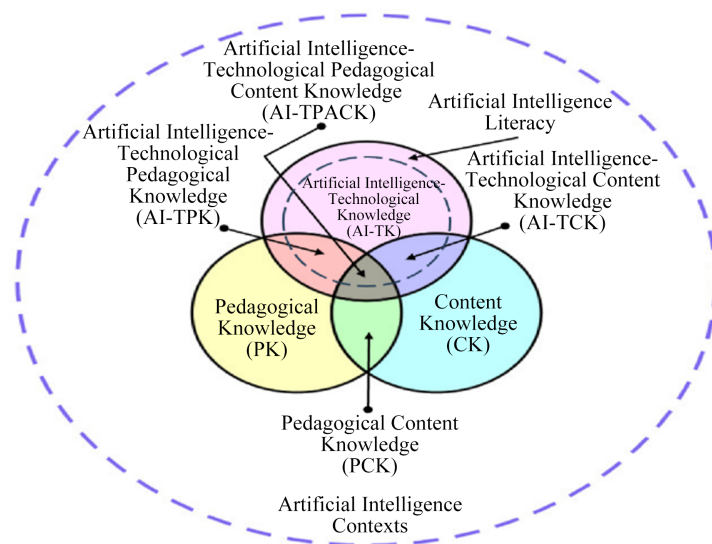 Artificial Intelligence-
Technological Pedagogical
Content Knowledge
(AI-TPACK)
Artificial Intelligence
Literacy
Artificial Intelligence-
Technological
Pedagogical
Knowledge
(AI-TPK)
Artificial Intelligence-
Technological Content
Knowledge
(AI-TCK)
Artificial Intelligence-
Technological
Knowledge
(AI-TK)
Pedagogical
Knowledge
(PK)
Content
Knowledge
(CK)
Pedagogical Content
Knowledge
(PCK)
Artificial Intelligence
Contexts